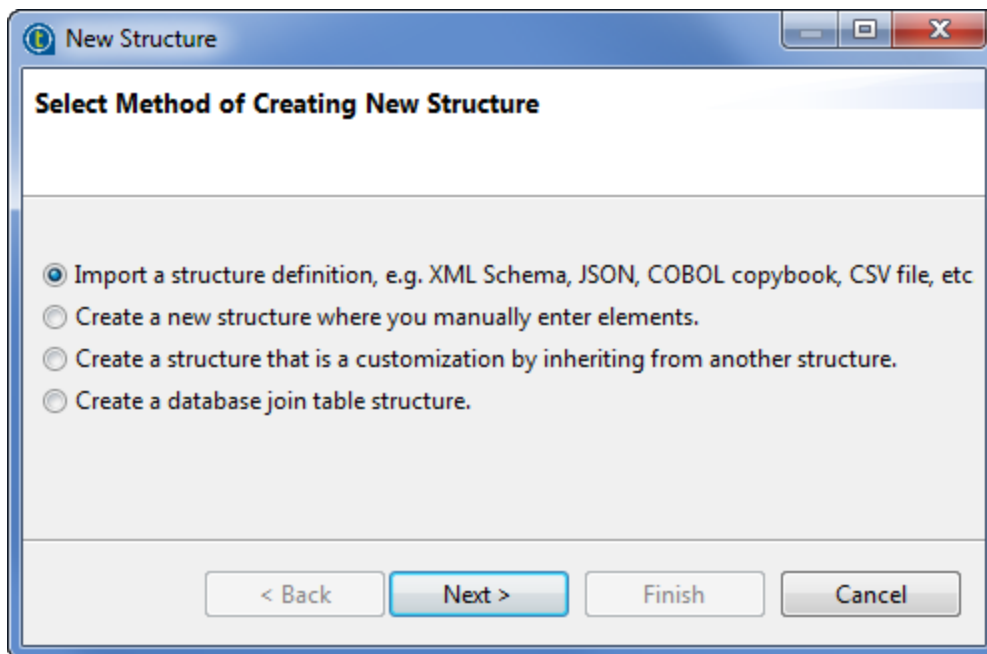 New Structure
Select Method of Creating New Structure
Import a structure definition, e.g. XML Schema, JSON, COBOL copybook, CSV file, etc
Create a new structure where you manually enter elements.
Create a structure that is a customization by inheriting from another structure.
Create a database join table structure.
< Back Next > Finish Cancel